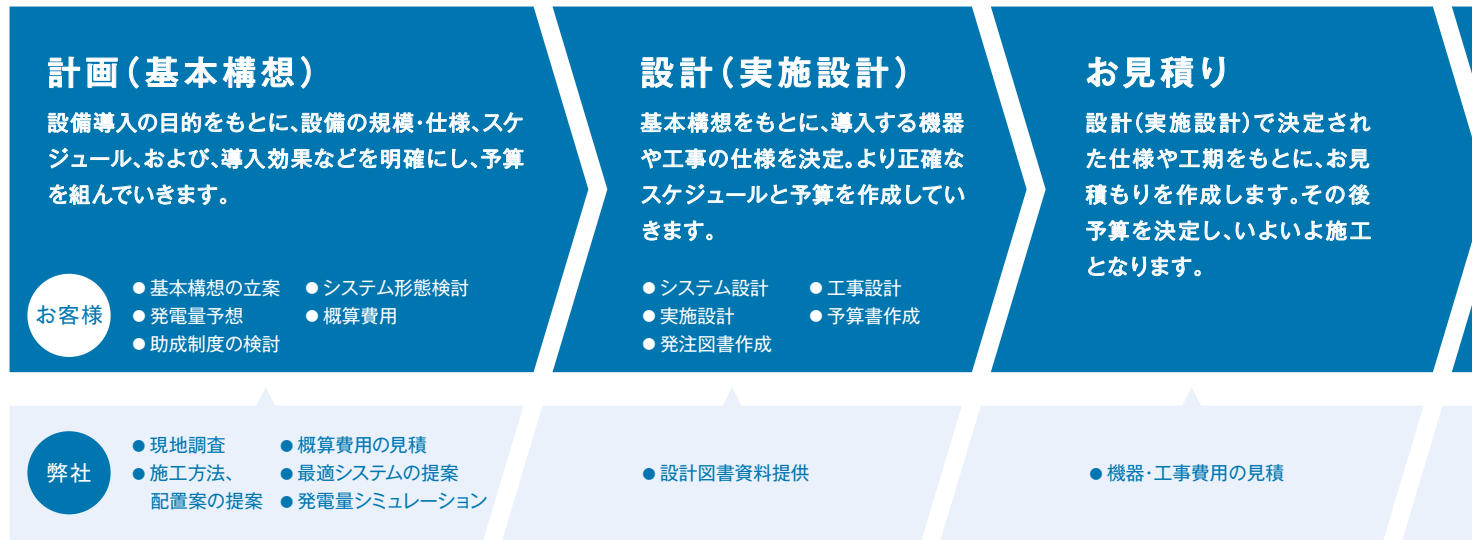 計画(基本構想)
設備導入の目的をもとに、設備の規模・仕様、スケ
ジュール、および、導入効果などを明確にし、予算
を組んでいきます。
お客様
●基本構想の立案
●システム形態検討
●発電量予想
●概算費用
●助成制度の検討
設計(実施設計)
基本構想をもとに、導入する機器
や工事の仕様を決定。より正確な
スケジュールと予算を作成してい
きます。
●システム設計
●工事設計
●実施設計
●予算書作成
●発注図書作成
お見積り
設計(実施設計)で決定され
た仕様や工期をもとに、お見
積もりを作成します。その後
予算を決定し、いよいよ施工
となります。
弊社
●現地調査
●概算費用の見積
●施工方法、
配置案の提案
●最適システムの提案
●発電量シミュレーション
●設計図書資料提供
●機器・工事費用の見積